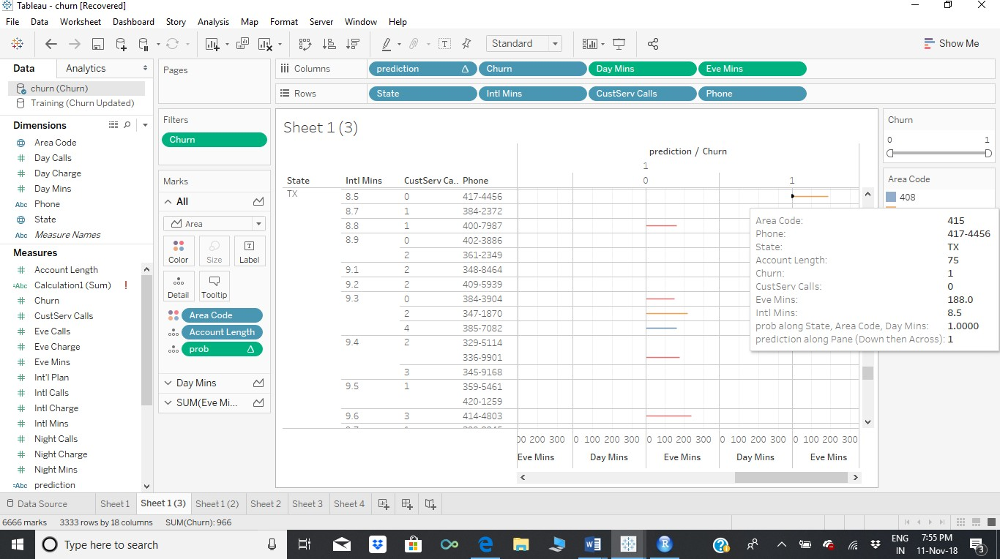 Tableau - churn [Recovered]
File Data Worksheet Dashboard Story Analysis Map Format Server Window Help
Standard
Show Me
Data Analytics
churn (Churn)
Training (Churn Updated)
Dimensions
Area Code
Day Calls
Day Charge
Day Mins
Abc Phone
State
Abc Measure Names
Measures
Account Length
=Abc Calculation1 (Sum) !
Churn
CustServ Calls
Eve Calls
Eve Charge
Eve Mins
Int'l Plan
Intl Calls
Intl Charge
Intl Mins
Night Calls
Night Charge
Night Mins
=Abc prediction
Pages
Filters
Churn
Marks
All
Area
Color Size Label
Detail Tooltip
Area Code
Account Length
prob
Day Mins
SUM(Eve Mi...
Columns prediction Churn Day Mins Eve Mins
Rows State Intl Mins CustServ Calls Phone
Sheet 1 (3)
prediction / Churn
1
0 1
State Intl Mins CustServ Ca.. Phone
TX 8.5 0 417-4456
8.7 1 384-2372
8.8 1 400-7987
8.9 0 402-3886
2 361-2349
9.1 2 348-8464
9.2 2 409-5939
9.3 0 384-3904
2 347-1870
4 385-7082
9.4 2 329-5114
336-9901
3 345-9168
9.5 1 359-5461
420-1259
9.6 3 414-4803
200 300 0 100 200 300 0 100 200 300 0 100 200 300 0 100 200 300
Eve Mins Day Mins Eve Mins Day Mins Eve Mins
Churn
0 1
Area Code
408
Area Code: 415
Phone: 417-4456
State: TX
Account Length: 75
Churn: 1
CustServ Calls: 0
Eve Mins: 188.0
Intl Mins: 8.5
prob along State, Area Code, Day Mins: 1.0000
prediction along Pane (Down then Across): 1
Data Source Sheet 1 Sheet 1 (3) Sheet 1 (2) Sheet 2 Sheet 3 Sheet 4
6666 marks 3333 rows by 18 columns SUM(Churn): 966
Type here to search
ENG
IN
7:55 PM
11-Nov-18
3